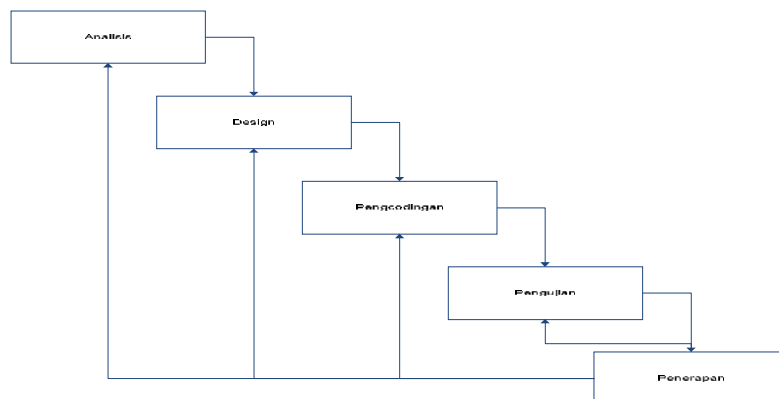 Analisis
Design
Pengcodingan
Pengujian
Penerapan